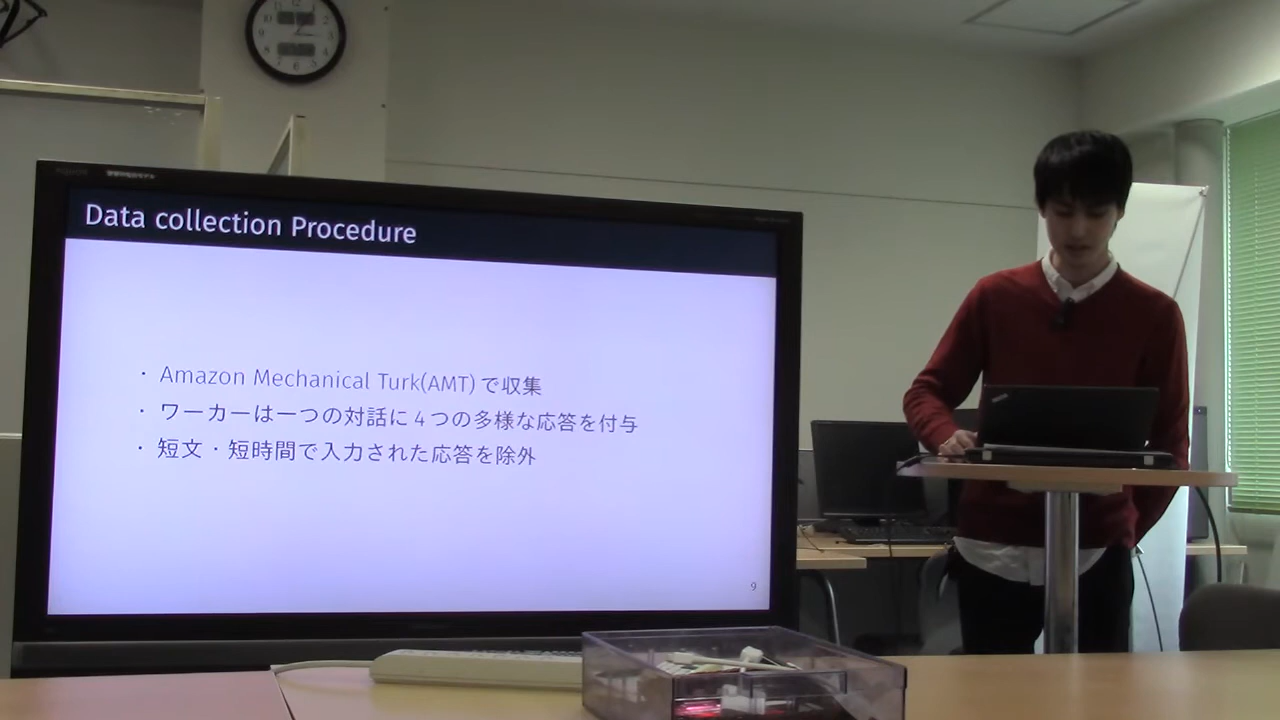 Data collection Procedure
・ Amazon Mechanical Turk(AMT) で収集
・ ワーカーは一つの対話に 4 つの多様な応答を付与
・ 短文・短時間で入力された応答を除外
9